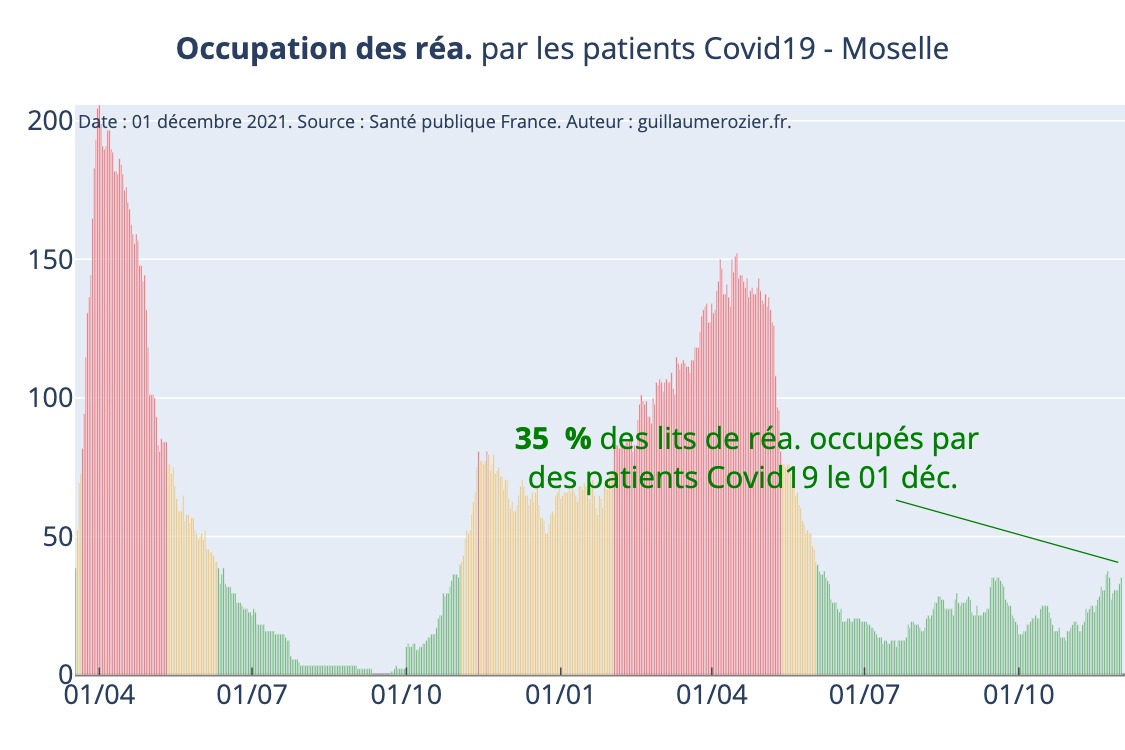 Occupation des réa. par les patients Covid19 - Moselle
200
Date : 01 décembre 2021. Source : Santé publique France. Auteur : guillaumerozier.fr.
150
100
35 % des lits de réa. occupés par
des patients Covid19 le 01 déc.
50
0
01/04 01/07 01/10 01/01 01/04 01/07 01/10